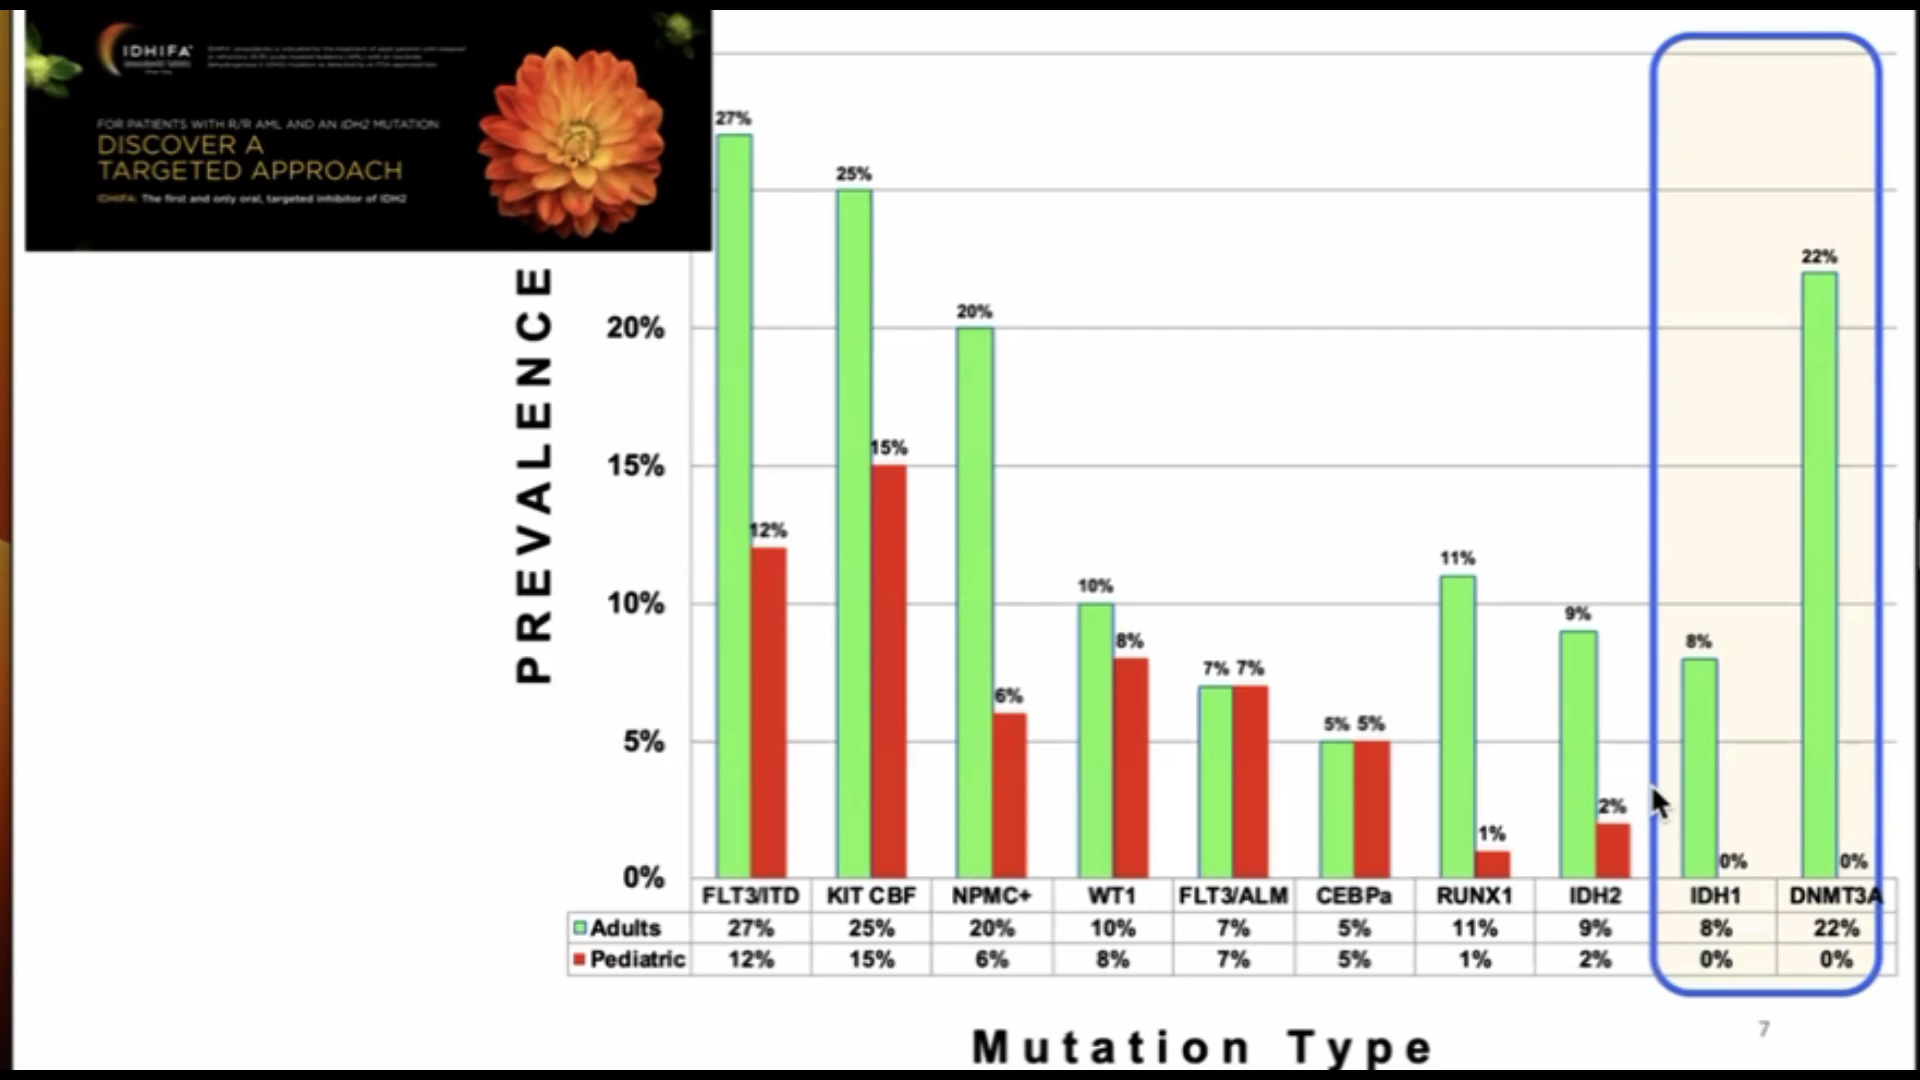 IDHIFA
FOR PATIENTS WITH R/R AML AND AN IDH2 MUTATION
DISCOVER A
TARGETED APPROACH
IDHIFA: The first and only oral, targeted inhibitor of IDH2
PREVALENCE
20%
15%
10%
5%
0%
27%
12%
25%
15%
20%
6%
10%
8%
7% 7%
5% 5%
11%
1%
9%
2%
8%
0%
22%
0%
FLT3/ITD KIT CBF NPMC+ WT1 FLT3/ALM CEBPa RUNX1 IDH2 IDH1 DNMT3A
Adults 27% 25% 20% 10% 7% 5% 11% 9% 8% 22%
Pediatric 12% 15% 6% 8% 7% 5% 1% 2% 0% 0%
Mutation Type
7